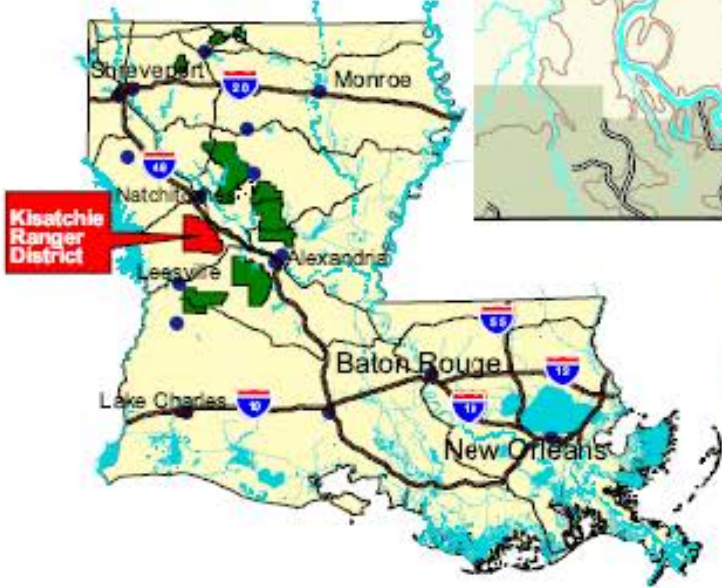 Shreveport
Monroe
20
49
Natchitoches
Kisatchie
Ranger
District
Alexandria
Leesville
55
Baton Rouge
12
Lake Charles
10
10
New Orleans